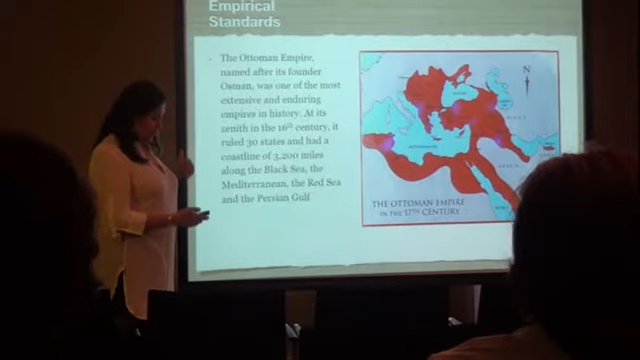 Empirical
Standards
The Ottoman Empire,
named after its founder
Osman, was one of the most
extensive and enduring
empires in history. At its
zenith in the 16th century, it
ruled 30 states and had a
coastline of 3,200 miles
along the Black Sea, the
Mediterranean, the Red Sea
and the Persian Gulf
N
THE OTTOMAN EMPIRE
IN THE 17TH CENTURY